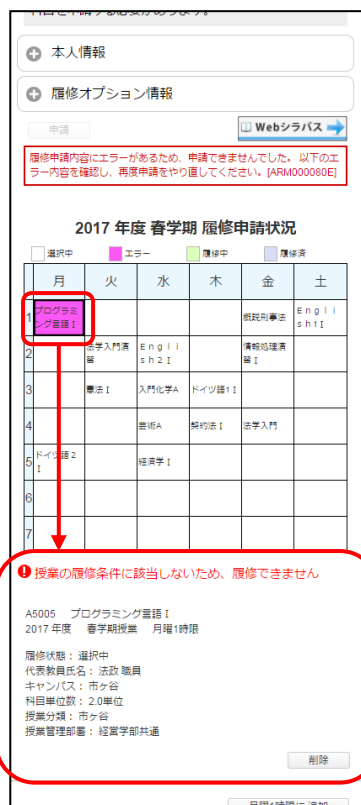 本人情報
履修オプション情報
申請
Webシラバス
履修申請内容にエラーがあるため、申請できませんでした。 以下のエ
ラー内容を確認し、再度申請をやり直してください。[ARM000080E]
2017 年度 春学期 履修申請状況
選択中 エラー 履修中 履修済
月 火 水 木 金 土
1 プログラミ 概説刑事法 Ｅｎｇｌｉ
ング言語Ⅰ ｓｈ１Ⅰ
2 法学入門演 Ｅｎｇｌｉ 情報処理演
習 ｓｈ２Ⅰ 習Ⅰ
3 憲法Ⅰ 入門化学A ドイツ語1Ⅰ
4 芸術A 契約法Ⅰ 法学入門
5 ドイツ語２ 経済学Ⅰ
Ⅰ
6
7
授業の履修条件に該当しないため、履修できません
A5005 プログラミング言語Ⅰ
2017 年度 春学期授業 月曜1時限
履修状態： 選択中
代表教員氏名： 法政 職員
キャンパス： 市ヶ谷
科目単位数： 2.0単位
授業分類： 市ヶ谷
授業管理部署： 経営学部共通
削除